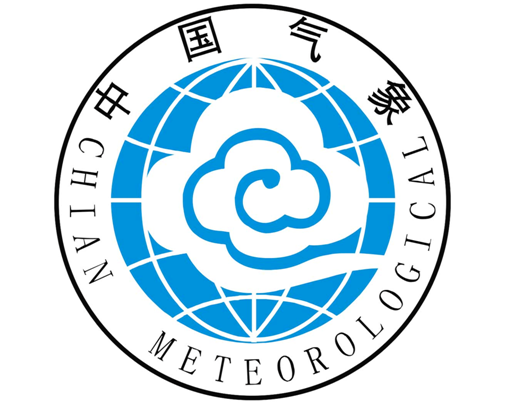 中国气象
CHIAN METEOROLOGICAL